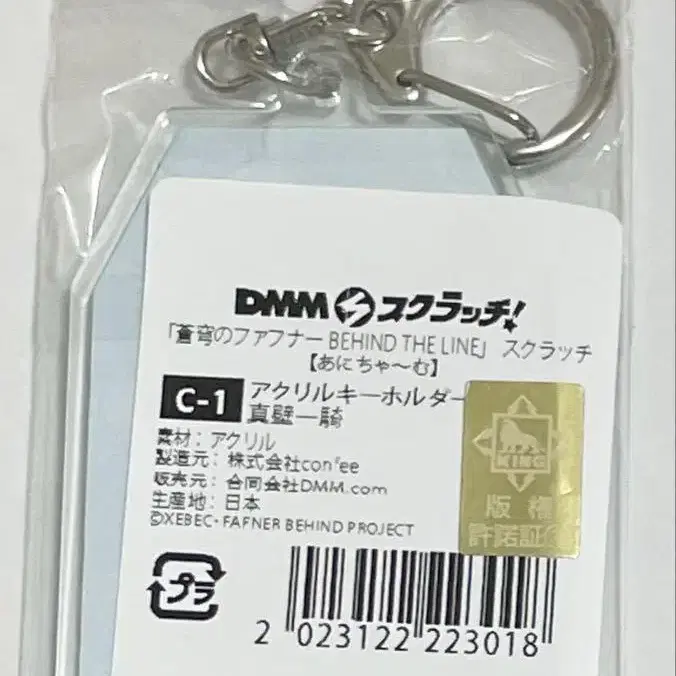 DMM スクラッチ!
「蒼穹のファフナー BEHIND THE LINE」 スクラッチ
【あにちゃ～む】
C-1 アクリルキーホルダー
真壁一騎
素材：アクリル
製造元：株式会社con'ee
販売元：合同会社DMM.com
生産地：日本
©XEBEC・FAFNER BEHIND PROJECT
KING
版権
許諾証
プラ
2 023122 223018